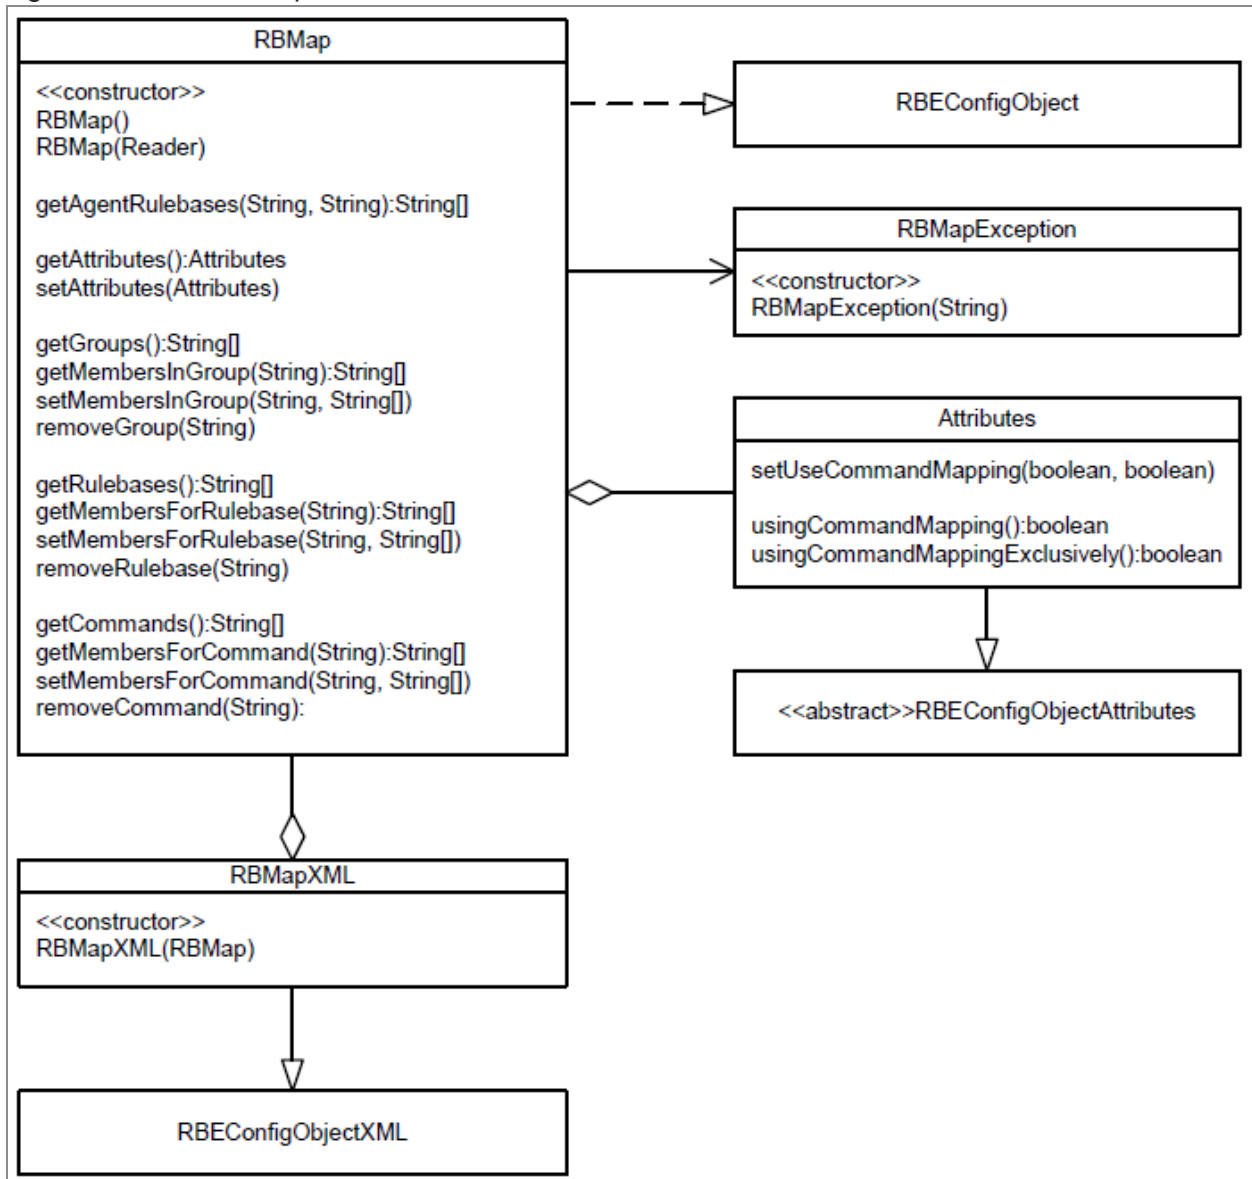 RBMap
<<constructor>>
RBMap()
RBMap(Reader)
getAgentRulebases(String, String):String[]
getAttributes():Attributes
setAttributes(Attributes)
getGroups():String[]
getMembersInGroup(String):String[]
setMembersInGroup(String, String[])
removeGroup(String)
getRulebases():String[]
getMembersForRulebase(String):String[]
setMembersForRulebase(String, String[])
removeRulebase(String)
getCommands():String[]
getMembersForCommand(String):String[]
setMembersForCommand(String, String[])
removeCommand(String):
RBEConfigObject
RBMapException
<<constructor>>
RBMapException(String)
Attributes
setUseCommandMapping(boolean, boolean)
usingCommandMapping():boolean
usingCommandMappingExclusively():boolean
<<abstract>>RBEConfigObjectAttributes
RBMapXML
<<constructor>>
RBMapXML(RBMap)
RBEConfigObjectXML